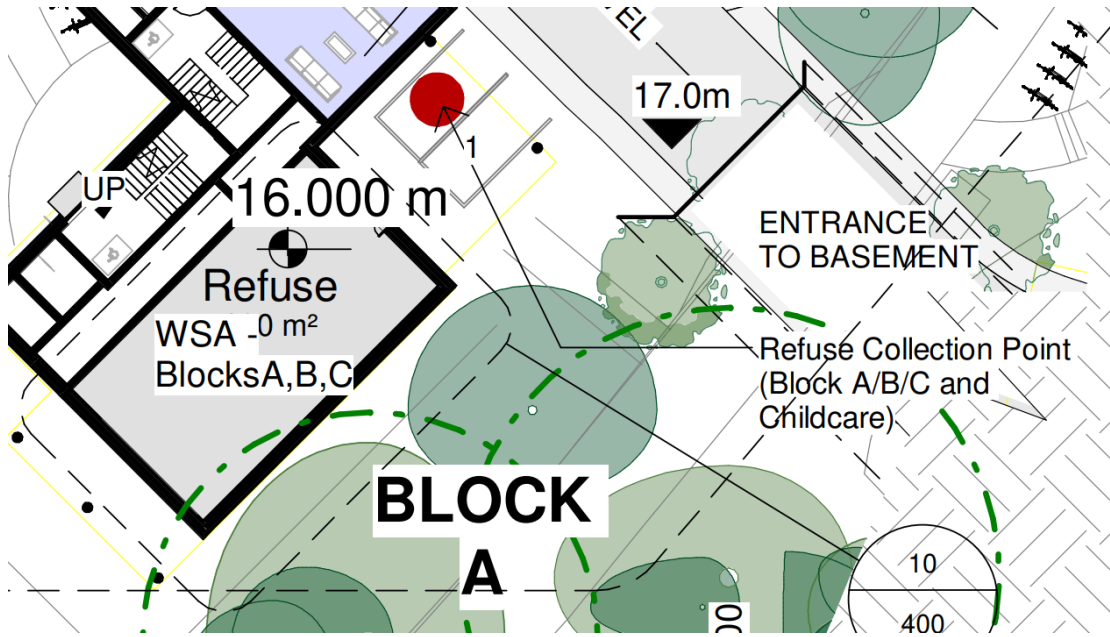 EL
17.0m
1
UP
16.000 m
ENTRANCE
TO BASEMENT
Refuse
0 m²
WSA -
BlocksA,B,C
Refuse Collection Point
(Block A/B/C and
Childcare)
BLOCK
A
10
400
00